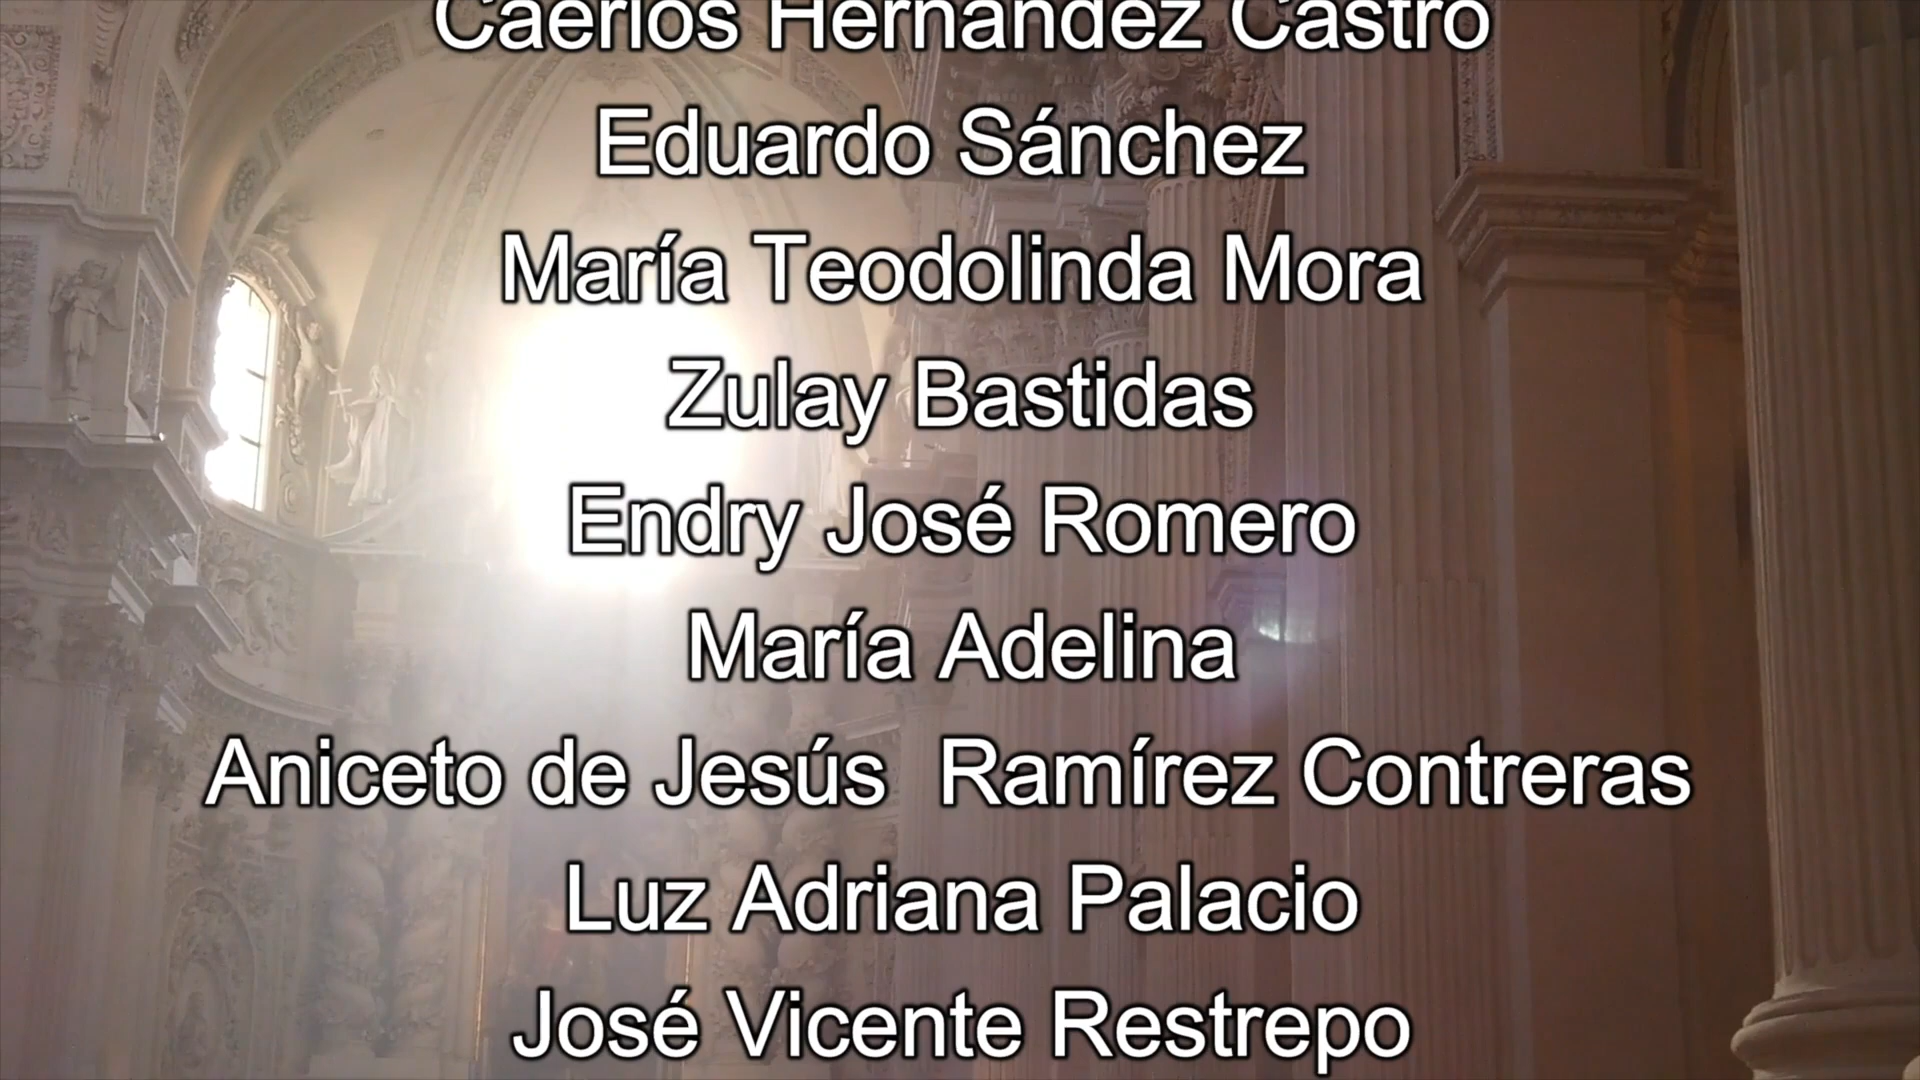 Caerlos Hernández Castro
Eduardo Sánchez
María Teodolinda Mora
Zulay Bastidas
Endry José Romero
María Adelina
Aniceto de Jesús  Ramírez Contreras
Luz Adriana Palacio
José Vicente Restrepo